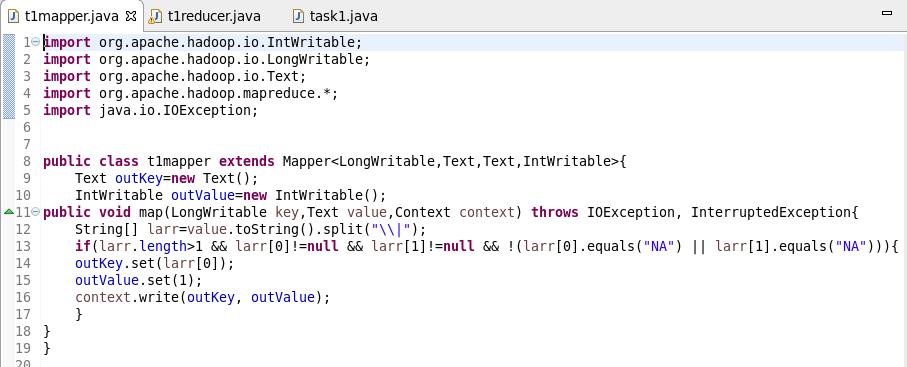 t1mapper.java t1reducer.java task1.java
1 import org.apache.hadoop.io.IntWritable;
2 import org.apache.hadoop.io.LongWritable;
3 import org.apache.hadoop.io.Text;
4 import org.apache.hadoop.mapreduce.*;
5 import java.io.IOException;
6
7
8 public class t1mapper extends Mapper<LongWritable,Text,Text,IntWritable>{
9     Text outKey=new Text();
10     IntWritable outValue=new IntWritable();
11 public void map(LongWritable key,Text value,Context context) throws IOException, InterruptedException{
12     String[] larr=value.toString().split("\\|");
13     if(larr.length>1 && larr[0]!=null && larr[1]!=null && !(larr[0].equals("NA") || larr[1].equals("NA"))){
14     outKey.set(larr[0]);
15     outValue.set(1);
16     context.write(outKey, outValue);
17     }
18 }
19 }
20